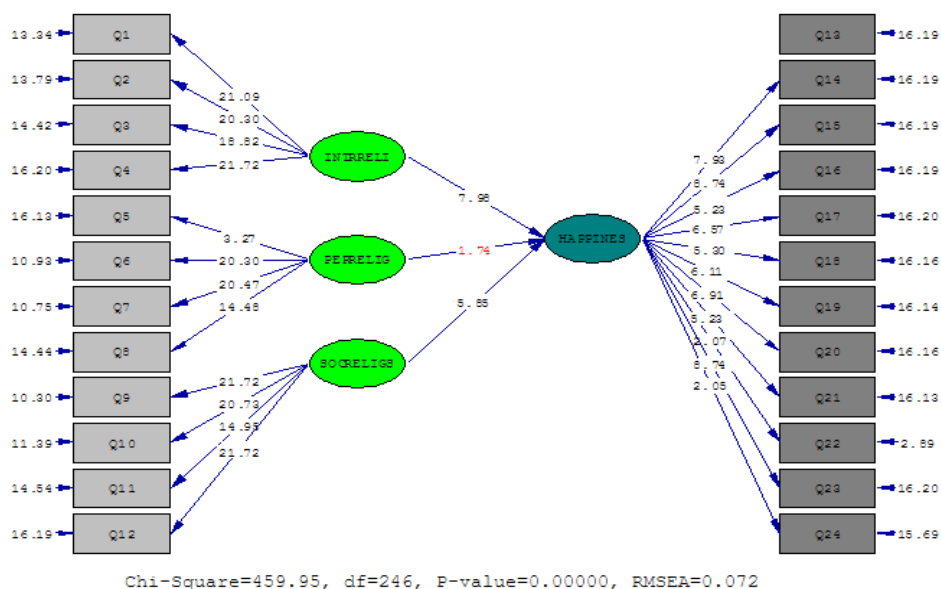 13.34 Q1
13.79 Q2
14.42 Q3
16.20 Q4
16.13 Q5
10.93 Q6
10.75 Q7
14.44 Q8
10.30 Q9
11.39 Q10
14.54 Q11
16.19 Q12
21.09
20.30
18.82
21.72
3.27
20.30
20.47
14.48
21.72
20.73
14.95
21.72
INTRRELI
PERRELIG
SOCRELIGS
7.98
1.74
5.85
HAPPINES
7.93
8.74
5.23
6.57
5.30
6.11
6.91
5.23
2.07
8.74
2.05
Q13 16.19
Q14 16.19
Q15 16.19
Q16 16.19
Q17 16.20
Q18 16.16
Q19 16.14
Q20 16.16
Q21 16.13
Q22 2.89
Q23 16.20
Q24 15.69
Chi-Square=459.95, df=246, P-value=0.00000, RMSEA=0.072